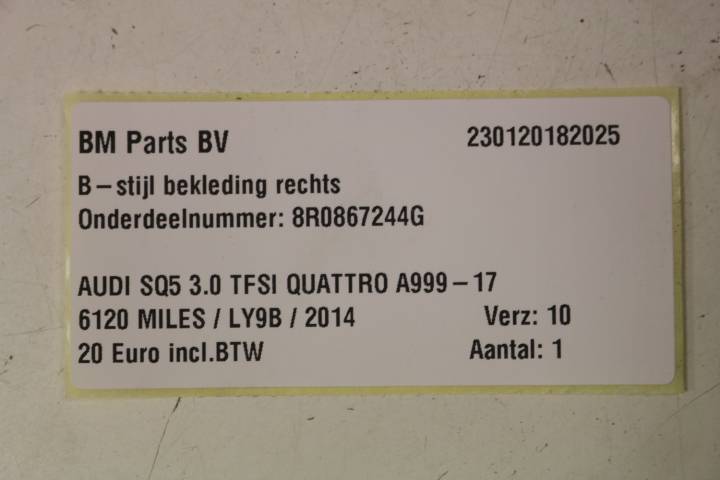 BM Parts BV 230120182025
B-stijl bekleding rechts
Onderdeelnummer: 8R0867244G
AUDI SQ5 3.0 TFSI QUATTRO A999-17
6120 MILES / LY9B / 2014 Verz: 10
20 Euro incl.BTW Aantal: 1